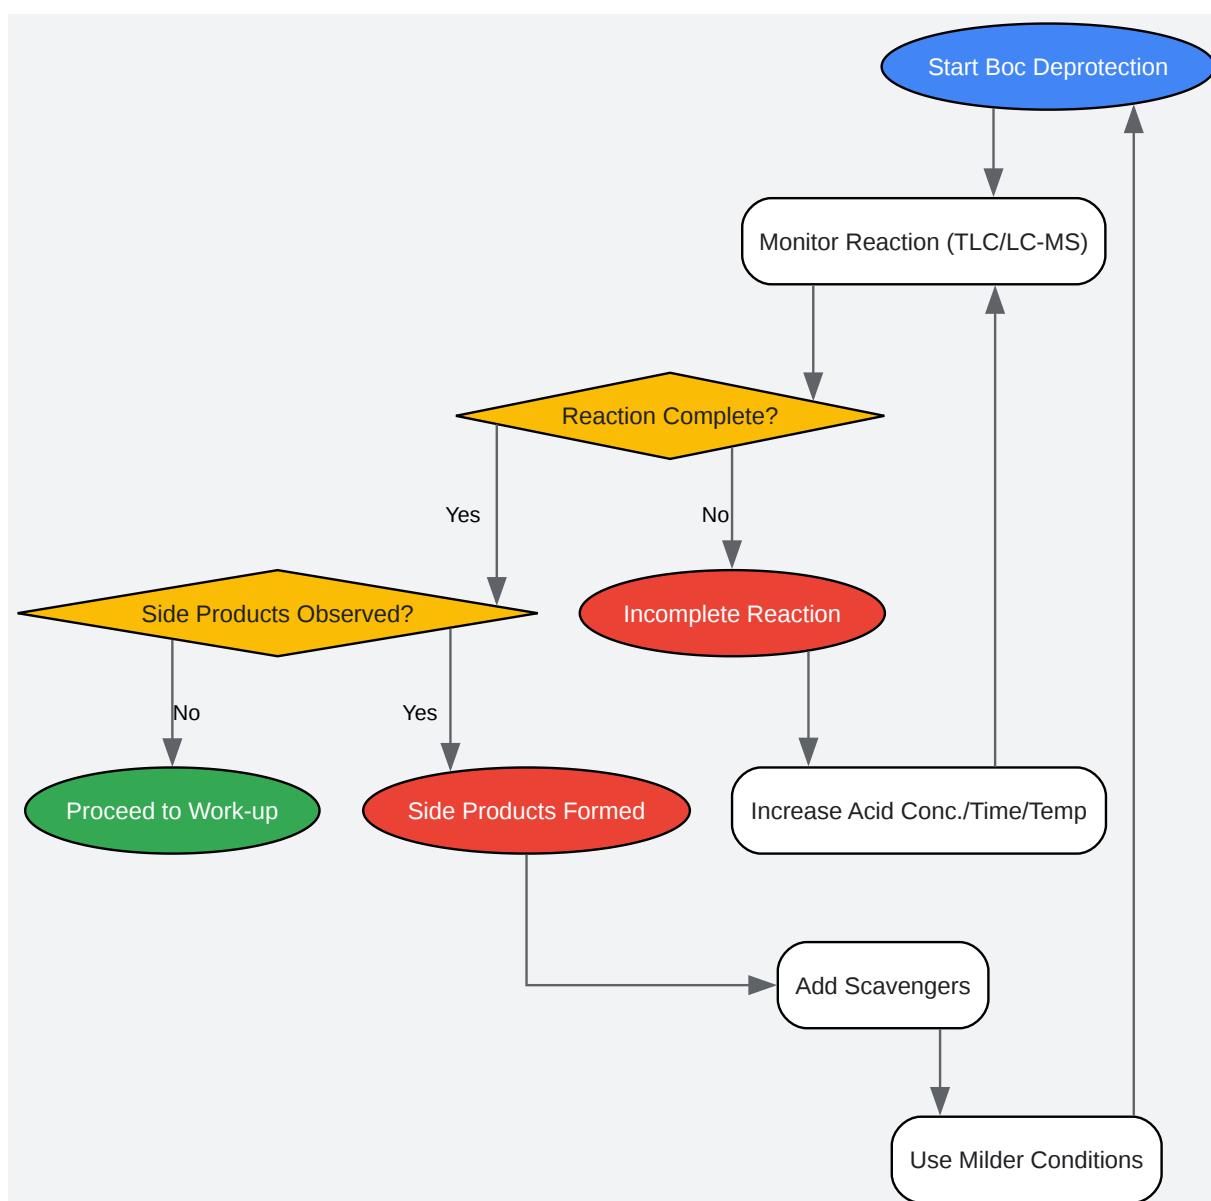 Start Boc Deprotection
Monitor Reaction (TLC/LC-MS)
Reaction Complete?
Yes
No
Side Products Observed?
Incomplete Reaction
No
Yes
Proceed to Work-up
Side Products Formed
Increase Acid Conc./Time/Temp
Add Scavengers
Use Milder Conditions